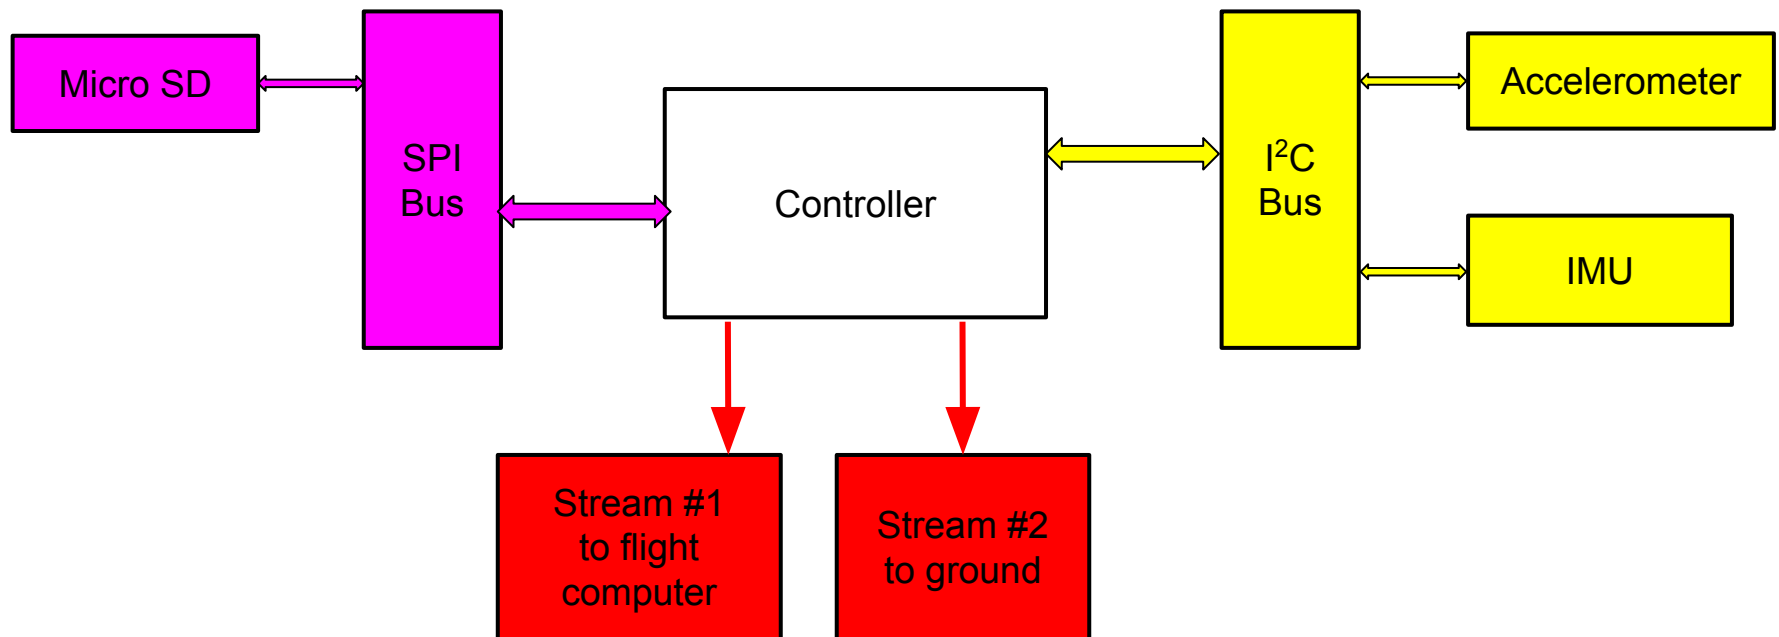 Micro SD
SPI
Bus
Controller
I²C
Bus
Accelerometer
IMU
Stream #1
to flight
computer
Stream #2
to ground